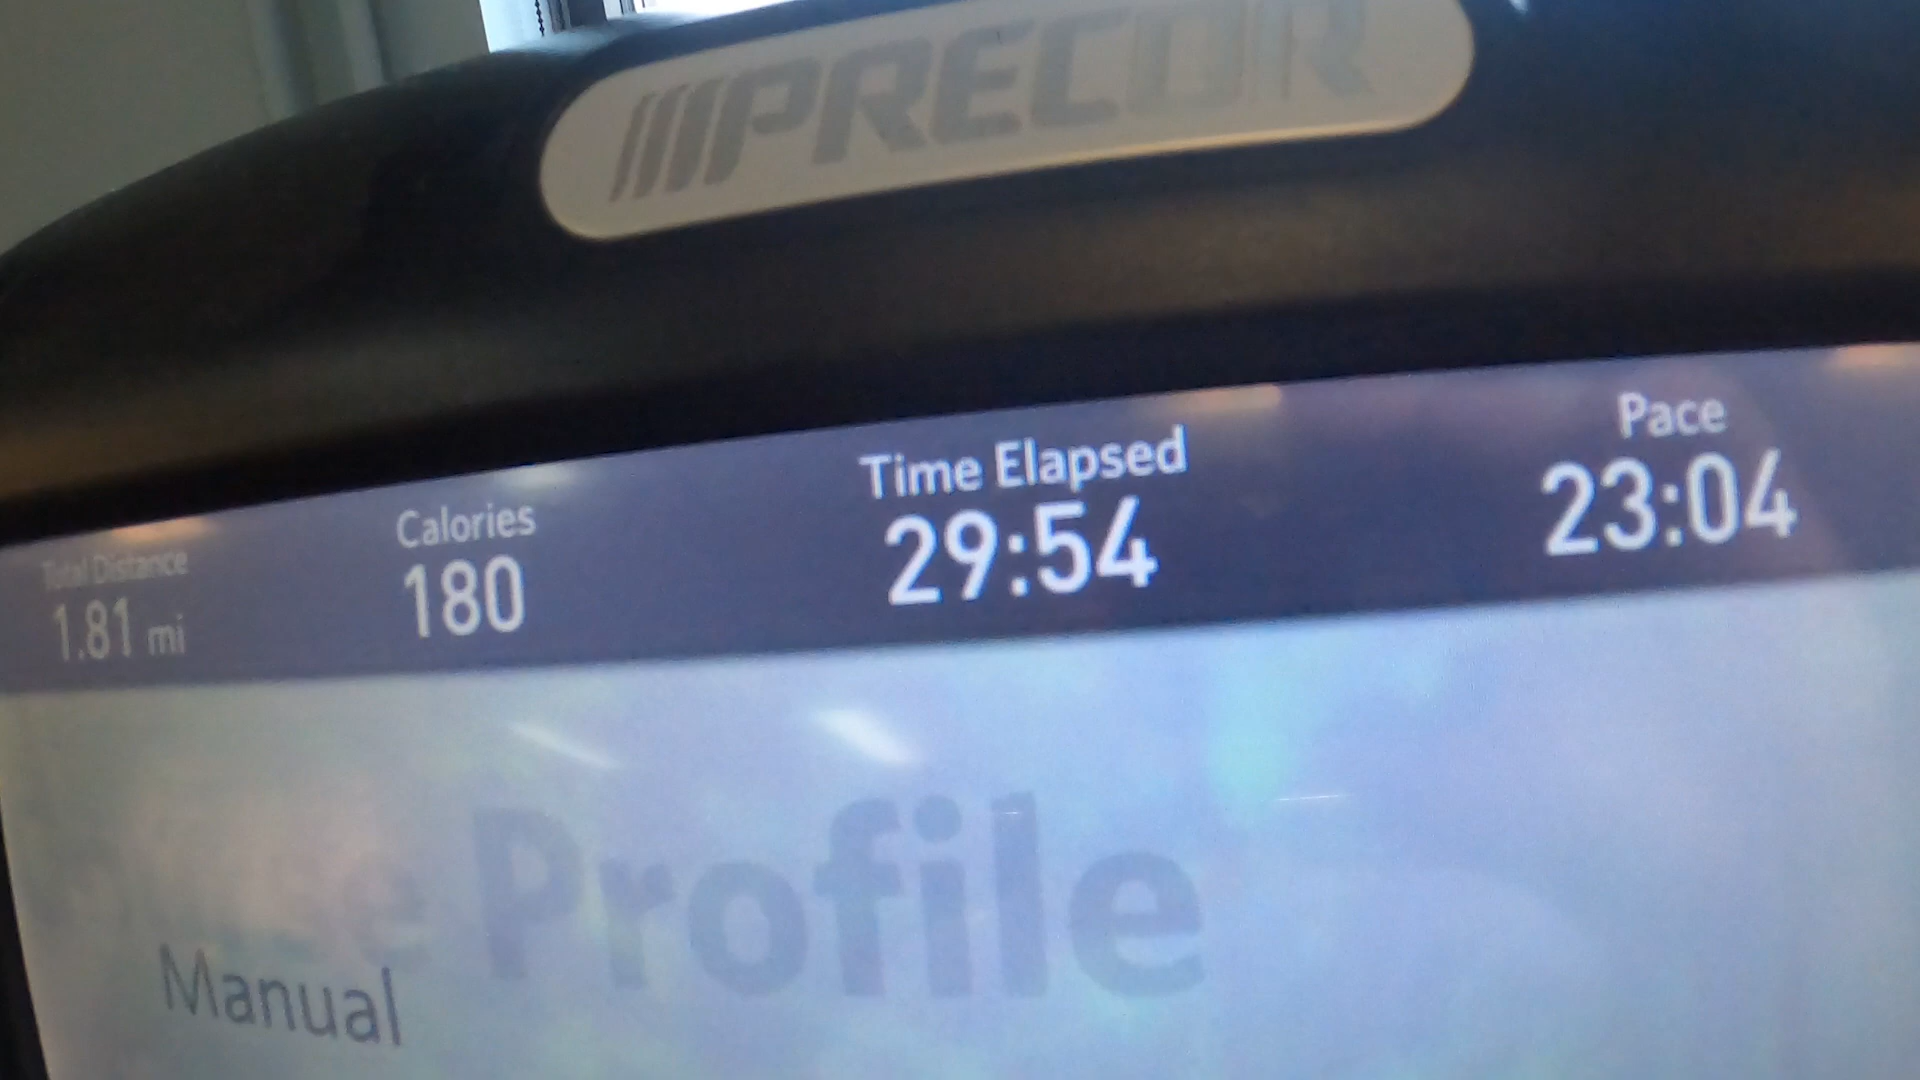 PRECOR
Total Distance
1.81 mi
Calories
180
Time Elapsed
29:54
Pace
23:04
Profile
Manual